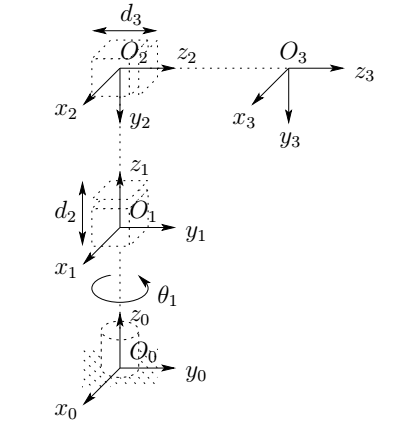 d₃
O₂ z₂ O₃ z₃
x₂ y₂ x₃ y₃
z₁
d₂ O₁ y₁
x₁
θ₁
z₀
O₀ y₀
x₀